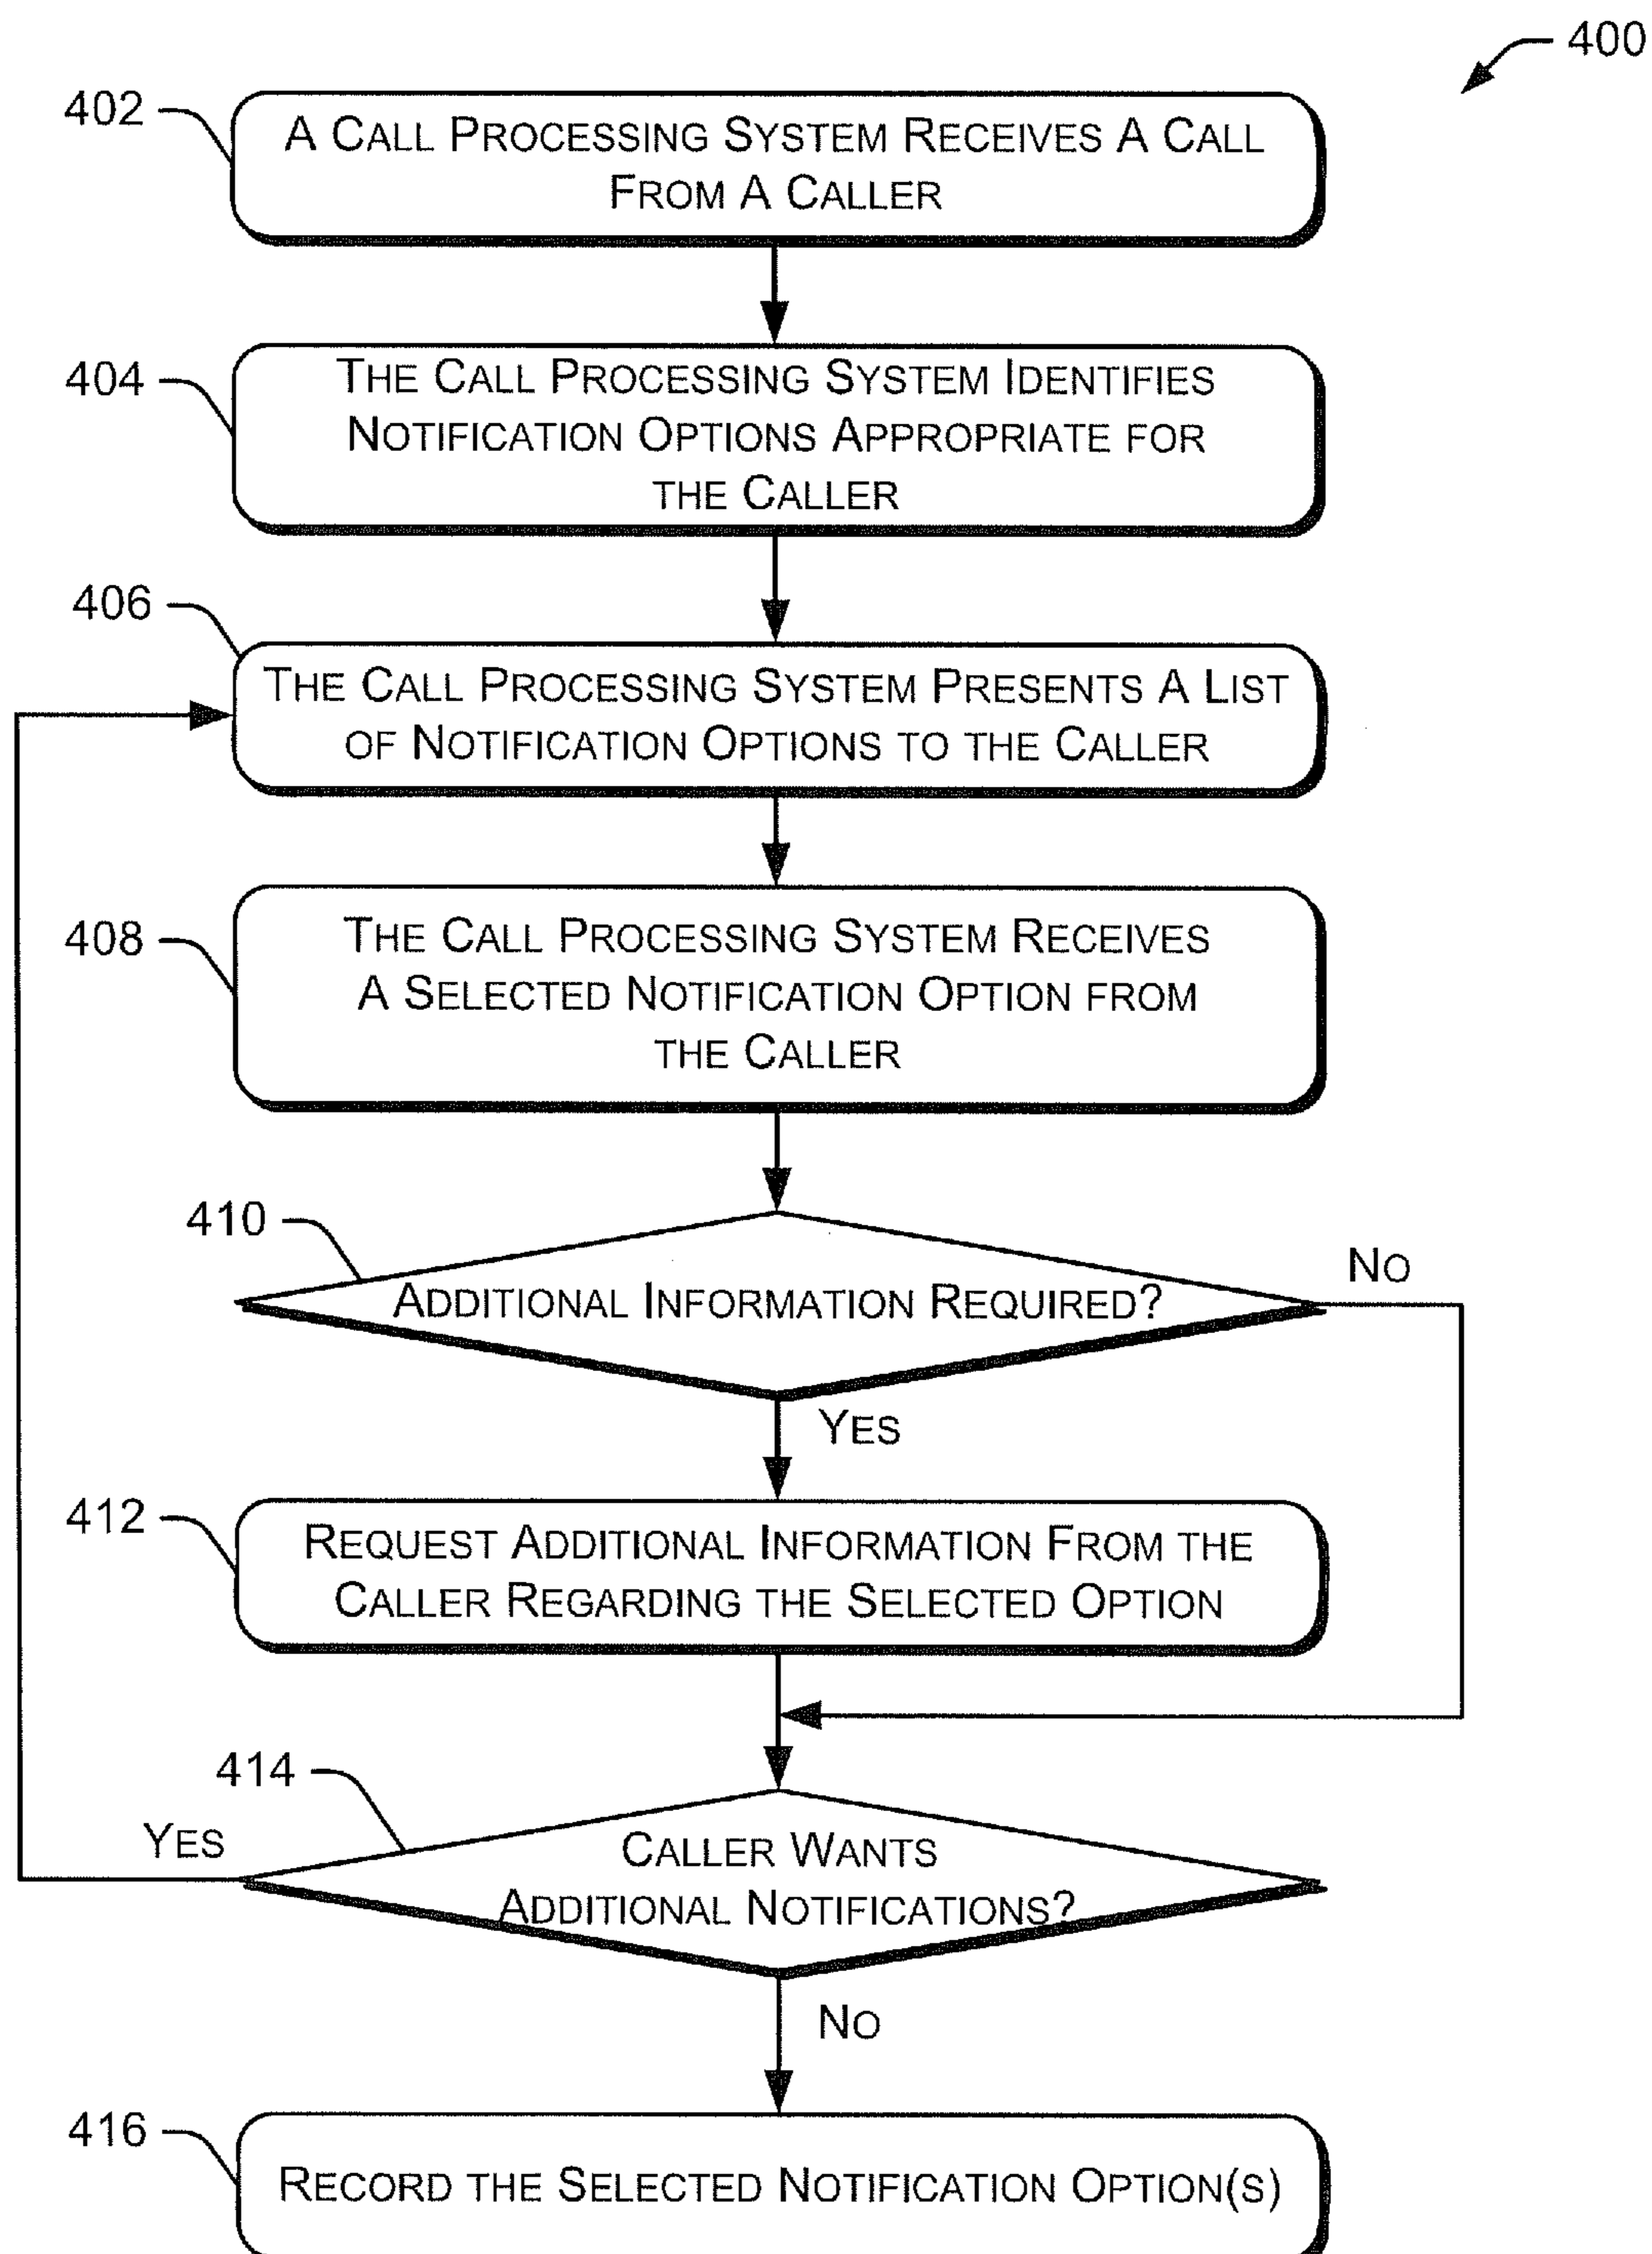 400
402
A CALL PROCESSING SYSTEM RECEIVES A CALL
FROM A CALLER
404
THE CALL PROCESSING SYSTEM IDENTIFIES
NOTIFICATION OPTIONS APPROPRIATE FOR
THE CALLER
406
THE CALL PROCESSING SYSTEM PRESENTS A LIST
OF NOTIFICATION OPTIONS TO THE CALLER
408
THE CALL PROCESSING SYSTEM RECEIVES
A SELECTED NOTIFICATION OPTION FROM
THE CALLER
410
ADDITIONAL INFORMATION REQUIRED?
NO
YES
412
REQUEST ADDITIONAL INFORMATION FROM THE
CALLER REGARDING THE SELECTED OPTION
414
YES
CALLER WANTS
ADDITIONAL NOTIFICATIONS?
NO
416
RECORD THE SELECTED NOTIFICATION OPTION(S)